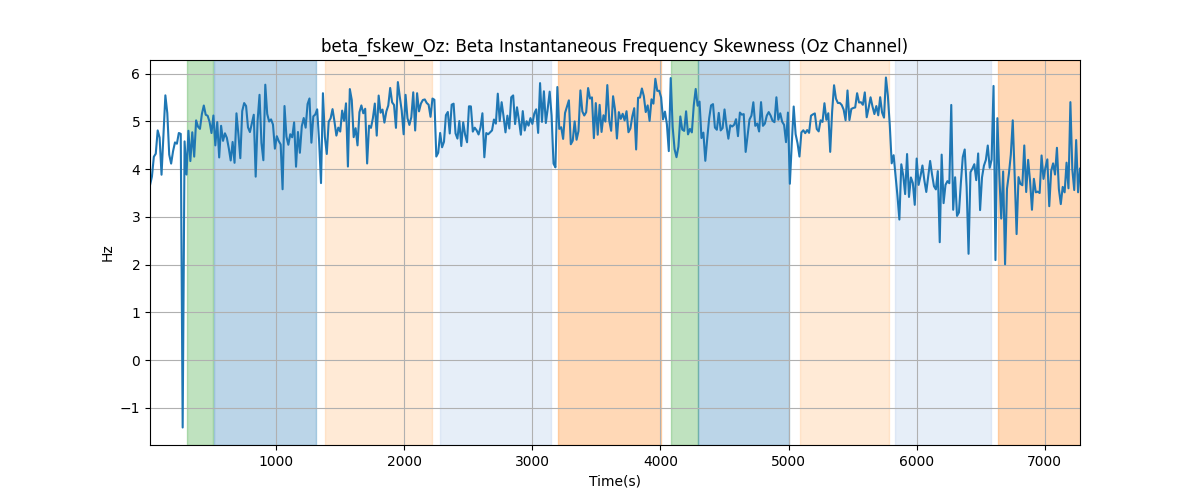 beta_fskew_Oz: Beta Instantaneous Frequency Skewness (Oz Channel)
6
5
4
3
2
1
0
−1
Hz
1000 2000 3000 4000 5000 6000 7000
Time(s)